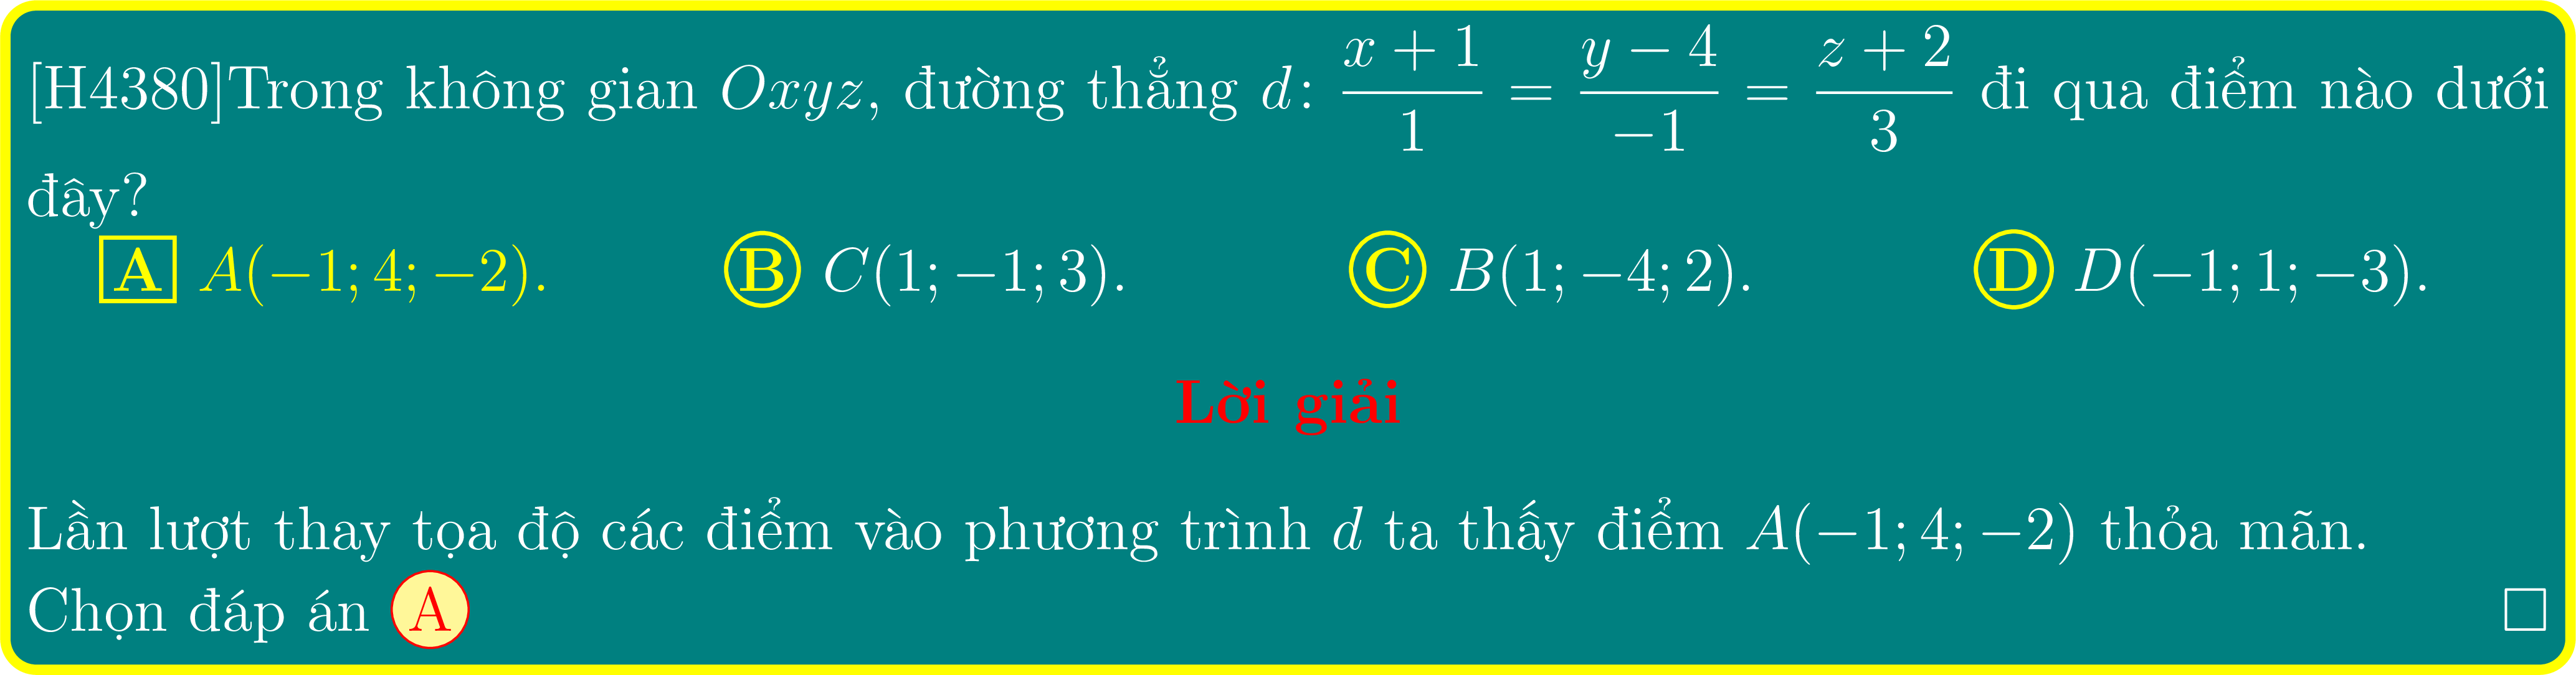 [H4380]Trong không gian Oxyz, đường thẳng d: \frac{x+1}{1} = \frac{y-4}{-1} = \frac{z+2}{3} đi qua điểm nào dưới
đây?
A A(−1; 4; −2). B C(1; −1; 3). C B(1; −4; 2). D D(−1; 1; −3).
Lời giải
Lần lượt thay tọa độ các điểm vào phương trình d ta thấy điểm A(−1; 4; −2) thỏa mãn.
Chọn đáp án A □